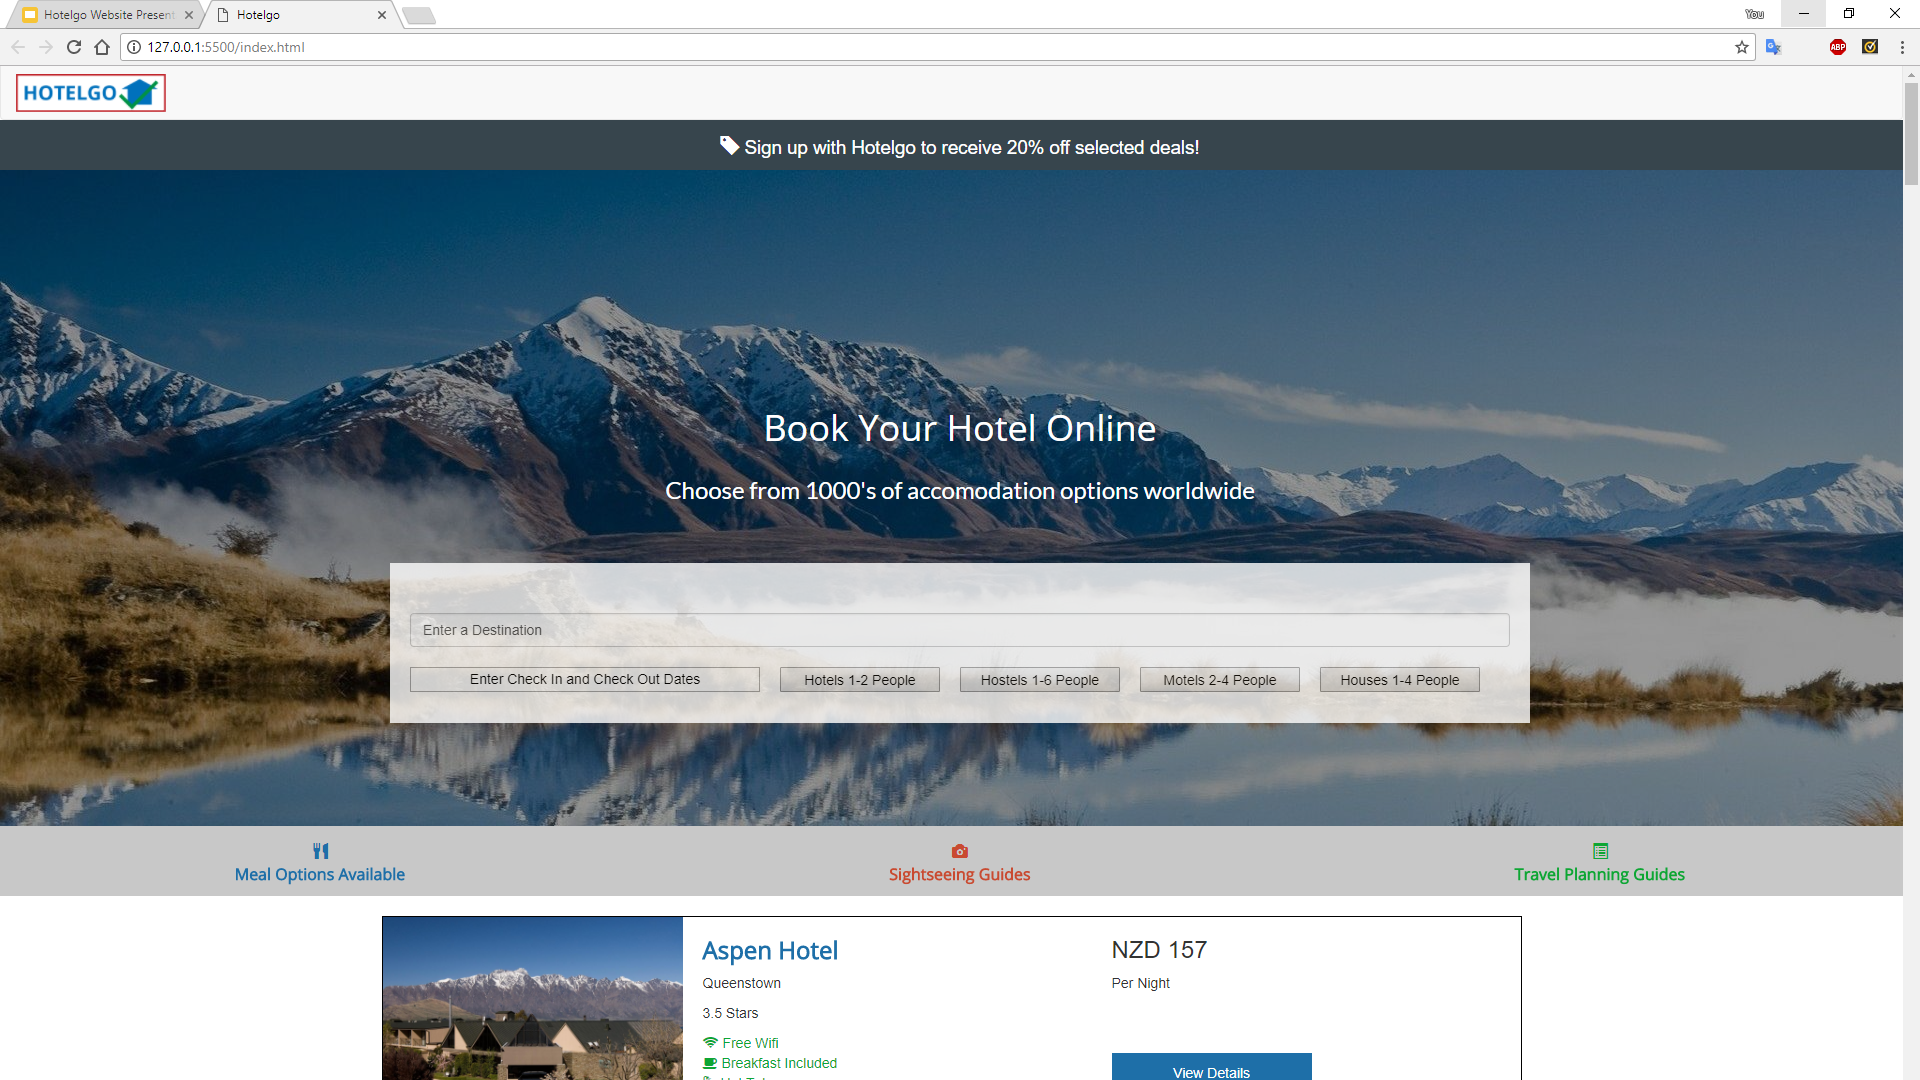 Hotelgo Website Present
Hotelgo
You
127.0.0.1:5500/index.html
ABP
HOTELGO
Sign up with Hotelgo to receive 20% off selected deals!
Book Your Hotel Online
Choose from 1000's of accomodation options worldwide
Enter a Destination
Enter Check In and Check Out Dates
Hotels 1-2 People
Hostels 1-6 People
Motels 2-4 People
Houses 1-4 People
Meal Options Available
Sightseeing Guides
Travel Planning Guides
Aspen Hotel
NZD 157
Queenstown
Per Night
3.5 Stars
Free Wifi
Breakfast Included
View Details